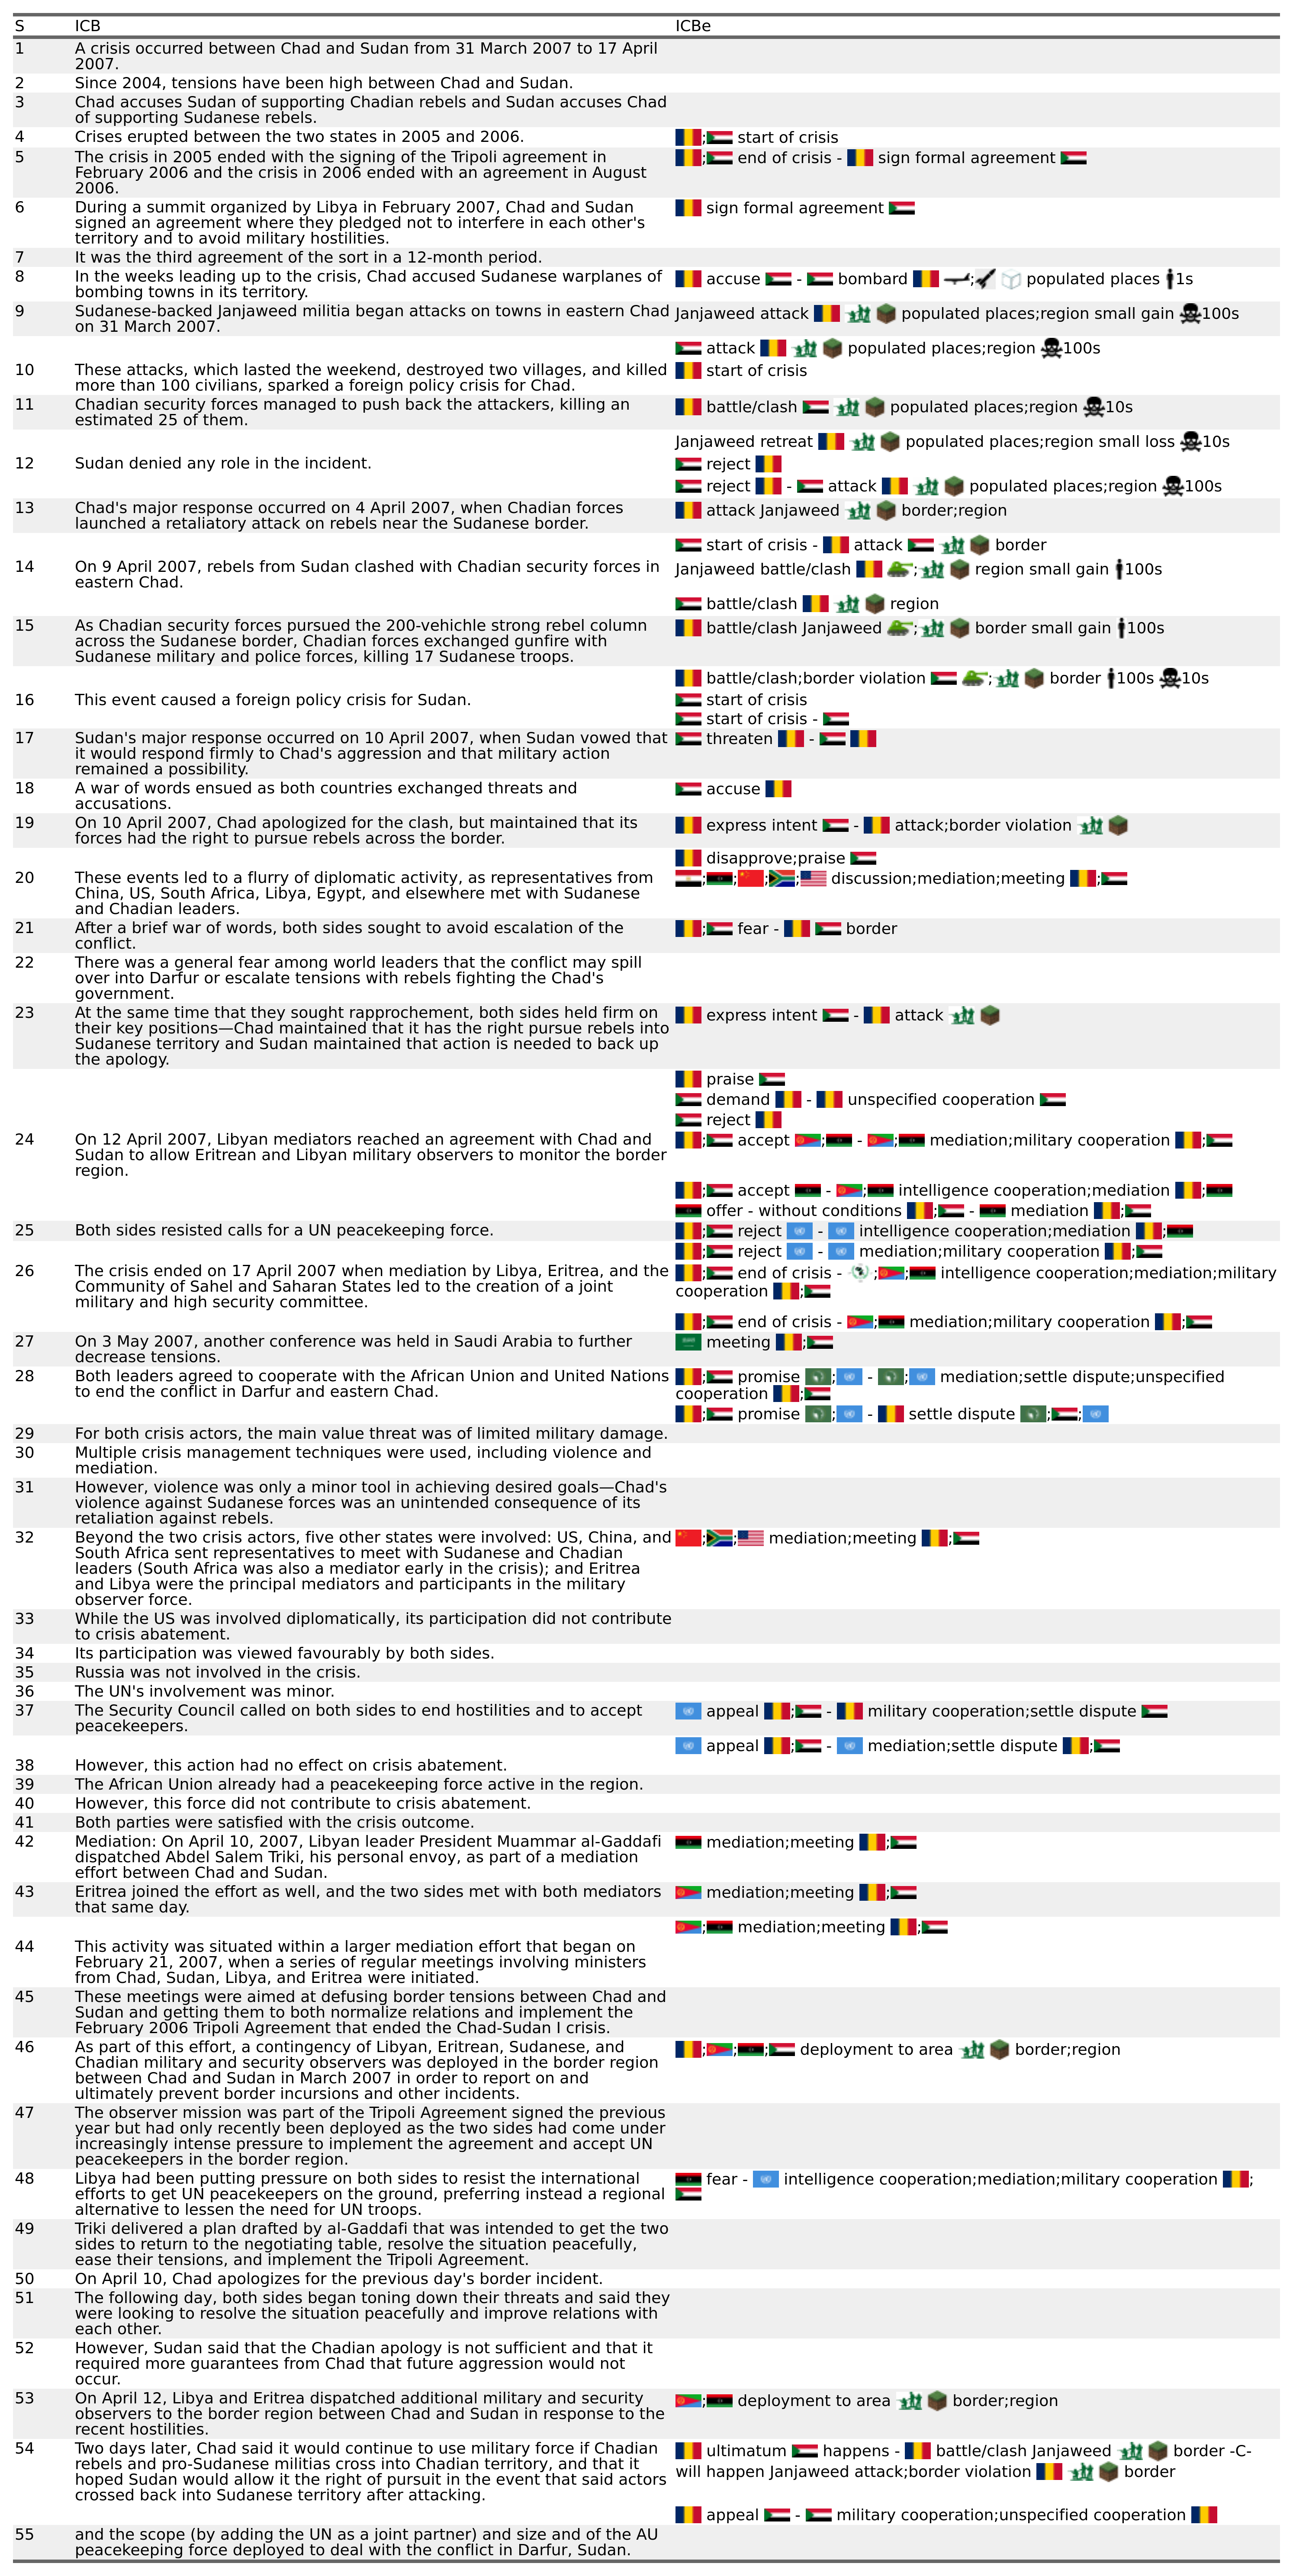 S ICB ICBe
1 A crisis occurred between Chad and Sudan from 31 March 2007 to 17 April
2007.
2 Since 2004, tensions have been high between Chad and Sudan.
3 Chad accuses Sudan of supporting Chadian rebels and Sudan accuses Chad
of supporting Sudanese rebels.
4 Crises erupted between the two states in 2005 and 2006. ; start of crisis
5 The crisis in 2005 ended with the signing of the Tripoli agreement in ; end of crisis - sign formal agreement
February 2006 and the crisis in 2006 ended with an agreement in August
2006.
6 During a summit organized by Libya in February 2007, Chad and Sudan sign formal agreement
signed an agreement where they pledged not to interfere in each other's
territory and to avoid military hostilities.
7 It was the third agreement of the sort in a 12-month period.
8 In the weeks leading up to the crisis, Chad accused Sudanese warplanes of accuse - bombard ; populated places 1s
bombing towns in its territory.
9 Sudanese-backed Janjaweed militia began attacks on towns in eastern Chad Janjaweed attack populated places;region small gain 100s
on 31 March 2007.
attack populated places;region 100s
10 These attacks, which lasted the weekend, destroyed two villages, and killed start of crisis
more than 100 civilians, sparked a foreign policy crisis for Chad.
11 Chadian security forces managed to push back the attackers, killing an battle/clash populated places;region 10s
estimated 25 of them.
Janjaweed retreat populated places;region small loss 10s
12 Sudan denied any role in the incident. reject
reject - attack populated places;region 100s
13 Chad's major response occurred on 4 April 2007, when Chadian forces attack Janjaweed border;region
launched a retaliatory attack on rebels near the Sudanese border.
start of crisis - attack border
14 On 9 April 2007, rebels from Sudan clashed with Chadian security forces in Janjaweed battle/clash ; region small gain 100s
eastern Chad.
battle/clash region
15 As Chadian security forces pursued the 200-vehichle strong rebel column battle/clash Janjaweed ; border small gain 100s
across the Sudanese border, Chadian forces exchanged gunfire with
Sudanese military and police forces, killing 17 Sudanese troops.
battle/clash;border violation ; border 100s 10s
16 This event caused a foreign policy crisis for Sudan. start of crisis
start of crisis -
17 Sudan's major response occurred on 10 April 2007, when Sudan vowed that threaten -
it would respond firmly to Chad's aggression and that military action
remained a possibility.
18 A war of words ensued as both countries exchanged threats and accuse
accusations.
19 On 10 April 2007, Chad apologized for the clash, but maintained that its express intent - attack;border violation
forces had the right to pursue rebels across the border.
disapprove;praise
20 These events led to a flurry of diplomatic activity, as representatives from ; ; ; ; discussion;mediation;meeting ;
China, US, South Africa, Libya, Egypt, and elsewhere met with Sudanese
and Chadian leaders.
21 After a brief war of words, both sides sought to avoid escalation of the ; fear - border
conflict.
22 There was a general fear among world leaders that the conflict may spill
over into Darfur or escalate tensions with rebels fighting the Chad's
government.
23 At the same time that they sought rapprochement, both sides held firm on express intent - attack
their key positions—Chad maintained that it has the right pursue rebels into
Sudanese territory and Sudan maintained that action is needed to back up
the apology.
praise
demand - unspecified cooperation
reject
24 On 12 April 2007, Libyan mediators reached an agreement with Chad and ; accept ; - ; mediation;military cooperation ;
Sudan to allow Eritrean and Libyan military observers to monitor the border
region.
; accept - ; intelligence cooperation;mediation ;
offer - without conditions ; - mediation ;
25 Both sides resisted calls for a UN peacekeeping force. ; reject - intelligence cooperation;mediation ;
; reject - mediation;military cooperation ;
26 The crisis ended on 17 April 2007 when mediation by Libya, Eritrea, and the ; end of crisis - ; ; intelligence cooperation;mediation;military
Community of Sahel and Saharan States led to the creation of a joint cooperation ;
military and high security committee.
; end of crisis - ; mediation;military cooperation ;
27 On 3 May 2007, another conference was held in Saudi Arabia to further meeting ;
decrease tensions.
28 Both leaders agreed to cooperate with the African Union and United Nations ; promise ; - ; mediation;settle dispute;unspecified
to end the conflict in Darfur and eastern Chad. cooperation ;
; promise ; - settle dispute ; ;
29 For both crisis actors, the main value threat was of limited military damage.
30 Multiple crisis management techniques were used, including violence and
mediation.
31 However, violence was only a minor tool in achieving desired goals—Chad's
violence against Sudanese forces was an unintended consequence of its
retaliation against rebels.
32 Beyond the two crisis actors, five other states were involved: US, China, and ; ; mediation;meeting ;
South Africa sent representatives to meet with Sudanese and Chadian
leaders (South Africa was also a mediator early in the crisis); and Eritrea
and Libya were the principal mediators and participants in the military
observer force.
33 While the US was involved diplomatically, its participation did not contribute
to crisis abatement.
34 Its participation was viewed favourably by both sides.
35 Russia was not involved in the crisis.
36 The UN's involvement was minor.
37 The Security Council called on both sides to end hostilities and to accept appeal ; - military cooperation;settle dispute
peacekeepers.
appeal ; - mediation;settle dispute ;
38 However, this action had no effect on crisis abatement.
39 The African Union already had a peacekeeping force active in the region.
40 However, this force did not contribute to crisis abatement.
41 Both parties were satisfied with the crisis outcome.
42 Mediation: On April 10, 2007, Libyan leader President Muammar al-Gaddafi mediation;meeting ;
dispatched Abdel Salem Triki, his personal envoy, as part of a mediation
effort between Chad and Sudan.
43 Eritrea joined the effort as well, and the two sides met with both mediators mediation;meeting ;
that same day.
; mediation;meeting ;
44 This activity was situated within a larger mediation effort that began on
February 21, 2007, when a series of regular meetings involving ministers
from Chad, Sudan, Libya, and Eritrea were initiated.
45 These meetings were aimed at defusing border tensions between Chad and
Sudan and getting them to both normalize relations and implement the
February 2006 Tripoli Agreement that ended the Chad-Sudan I crisis.
46 As part of this effort, a contingency of Libyan, Eritrean, Sudanese, and ; ; ; deployment to area border;region
Chadian military and security observers was deployed in the border region
between Chad and Sudan in March 2007 in order to report on and
ultimately prevent border incursions and other incidents.
47 The observer mission was part of the Tripoli Agreement signed the previous
year but had only recently been deployed as the two sides had come under
increasingly intense pressure to implement the agreement and accept UN
peacekeepers in the border region.
48 Libya had been putting pressure on both sides to resist the international fear - intelligence cooperation;mediation;military cooperation ;
efforts to get UN peacekeepers on the ground, preferring instead a regional
alternative to lessen the need for UN troops.
49 Triki delivered a plan drafted by al-Gaddafi that was intended to get the two
sides to return to the negotiating table, resolve the situation peacefully,
ease their tensions, and implement the Tripoli Agreement.
50 On April 10, Chad apologizes for the previous day's border incident.
51 The following day, both sides began toning down their threats and said they
were looking to resolve the situation peacefully and improve relations with
each other.
52 However, Sudan said that the Chadian apology is not sufficient and that it
required more guarantees from Chad that future aggression would not
occur.
53 On April 12, Libya and Eritrea dispatched additional military and security ; deployment to area border;region
observers to the border region between Chad and Sudan in response to the
recent hostilities.
54 Two days later, Chad said it would continue to use military force if Chadian ultimatum happens - battle/clash Janjaweed border -C-
rebels and pro-Sudanese militias cross into Chadian territory, and that it will happen Janjaweed attack;border violation border
hoped Sudan would allow it the right of pursuit in the event that said actors
crossed back into Sudanese territory after attacking.
appeal - military cooperation;unspecified cooperation
55 and the scope (by adding the UN as a joint partner) and size and of the AU
peacekeeping force deployed to deal with the conflict in Darfur, Sudan.